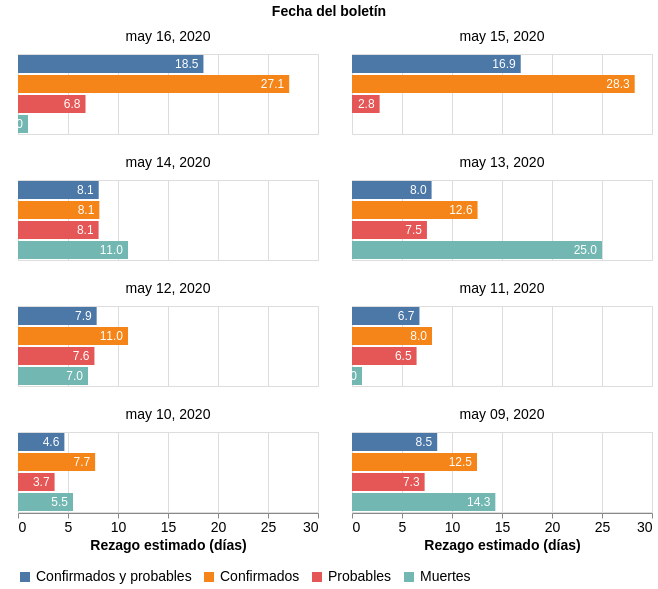 Fecha del boletín
may 16, 2020
18.5
27.1
6.8
0
may 15, 2020
16.9
28.3
2.8
may 14, 2020
8.1
8.1
8.1
11.0
may 13, 2020
8.0
12.6
7.5
25.0
may 12, 2020
7.9
11.0
7.6
7.0
may 11, 2020
6.7
8.0
6.5
0
may 10, 2020
4.6
7.7
3.7
5.5
0 5 10 15 20 25 30
Rezago estimado (días)
may 09, 2020
8.5
12.5
7.3
14.3
0 5 10 15 20 25 30
Rezago estimado (días)
Confirmados y probables Confirmados Probables Muertes